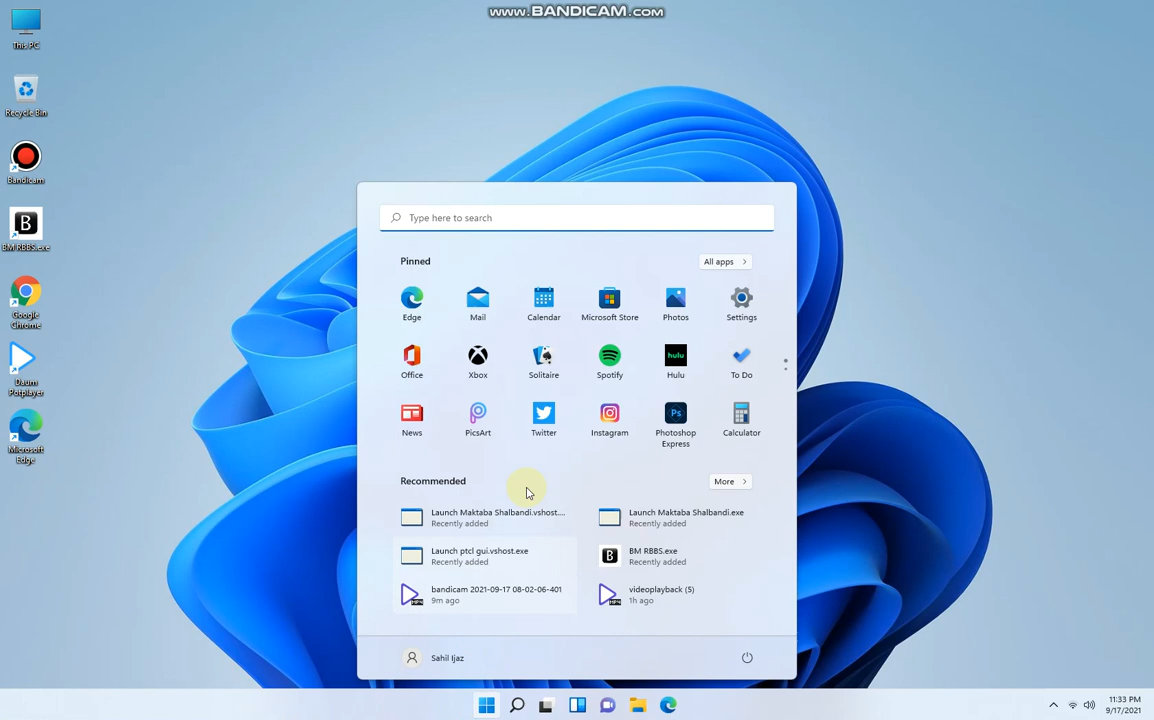 www.BANDICAM.com
This PC
Recycle Bin
Bandicam
BM RBBS.exe
Google
Chrome
Daum
Potplayer
Microsoft
Edge
Type here to search
Pinned
All apps
Edge
Mail
Calendar
Microsoft Store
Photos
Settings
Office
Xbox
Solitaire
Spotify
hulu
Hulu
To Do
News
PicsArt
Twitter
Instagram
Ps
Photoshop
Express
Calculator
Recommended
More
Launch Maktaba Shalbandi.vshost....
Recently added
Launch Maktaba Shalbandi.exe
Recently added
Launch ptcl gui.vshost.exe
Recently added
B
BM RBBS.exe
Recently added
bandicam 2021-09-17 08-02-06-401
9m ago
videoplayback (5)
1h ago
Sahil Ijaz
11:33 PM
9/17/2021